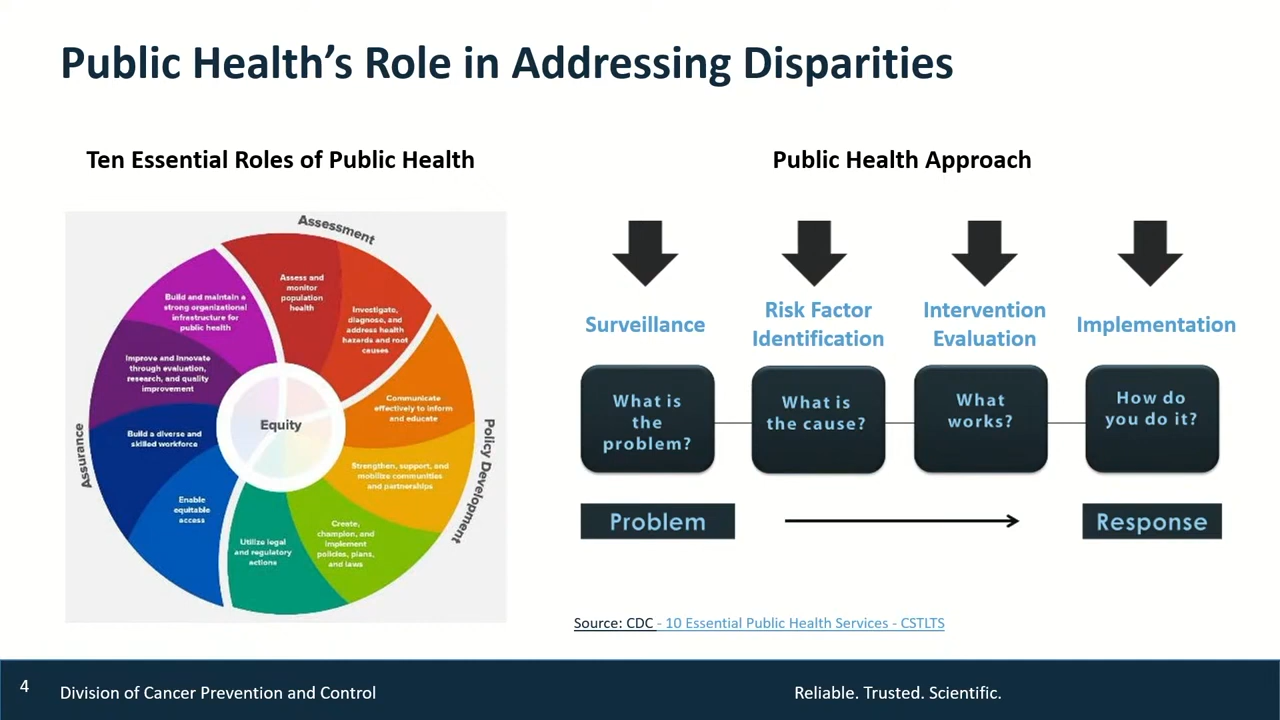 Public Health’s Role in Addressing Disparities
Ten Essential Roles of Public Health
Assessment
Assess and
monitor
population
health
Investigate,
diagnose, and
address health
hazards and root
causes
Policy Development
Communicate
effectively to inform
and educate
Strengthen, support, and
mobilize communities
and partnerships
Create,
champion, and
implement
policies, plans,
and laws
Utilize legal
and regulatory
actions
Assurance
Enable
equitable
access
Build a diverse and
skilled workforce
Improve and innovate
through evaluation,
research, and quality
improvement
Build and maintain a
strong organizational
infrastructure for
public health
Equity
Public Health Approach
Surveillance
Risk Factor
Identification
Intervention
Evaluation
Implementation
What is
the
problem?
What is
the cause?
What
works?
How do
you do it?
Problem
Response
Source: CDC - 10 Essential Public Health Services - CSTLTS
4
Division of Cancer Prevention and Control
Reliable. Trusted. Scientific.